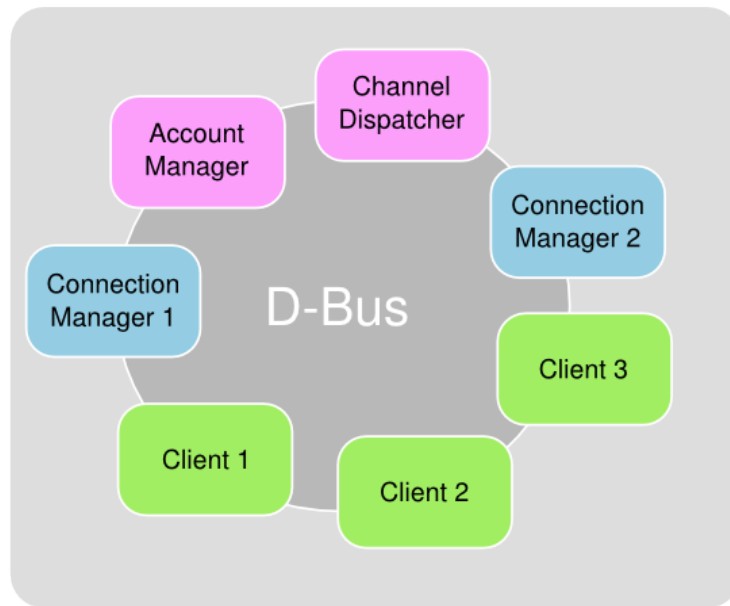 Channel
Dispatcher
Account
Manager
Connection
Manager 2
Connection
Manager 1
D-Bus
Client 3
Client 1
Client 2